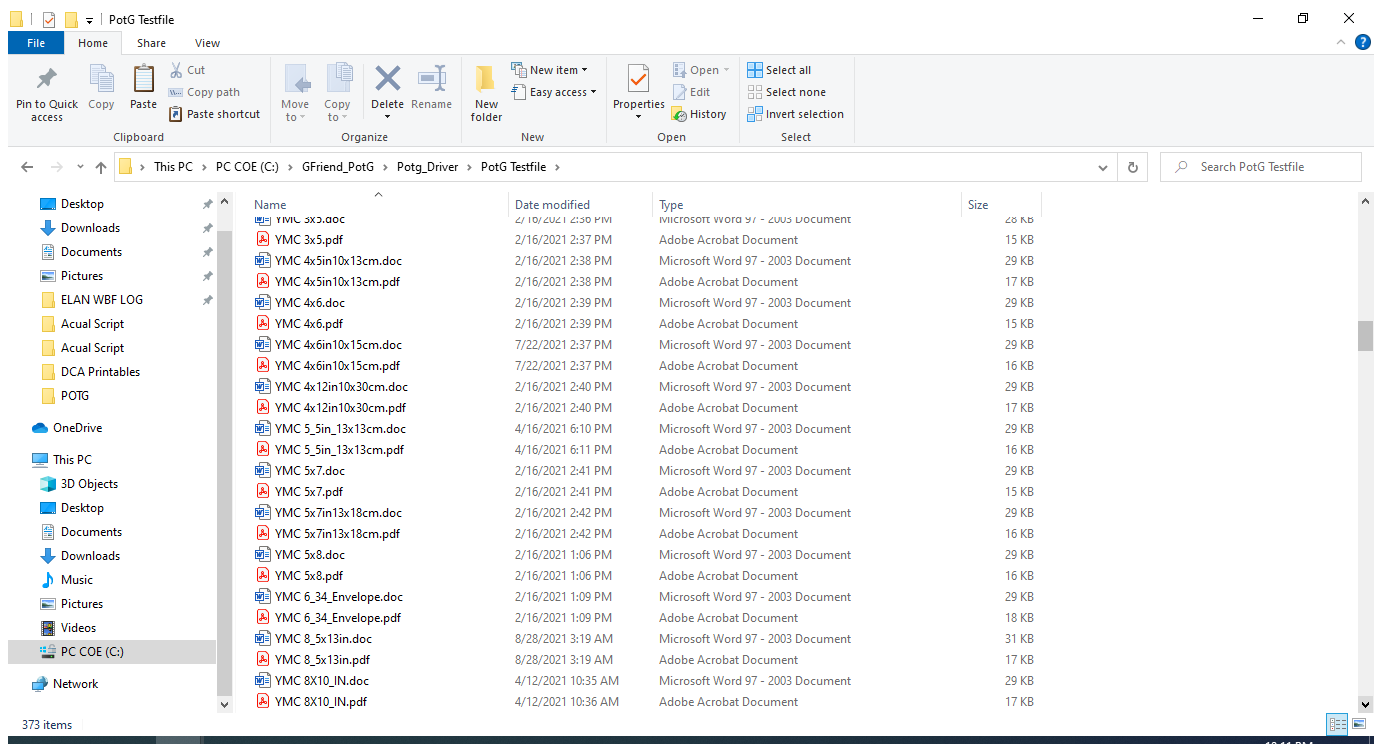 PotG Testfile
File Home Share View
Pin to Quick access
Copy
Paste
Cut
Copy path
Paste shortcut
Clipboard
Move to
Copy to
Delete
Rename
Organize
New folder
New item
Easy access
New
Properties
Open
Edit
History
Open
Select all
Select none
Invert selection
Select
This PC PC COE (C:) GFriend_PotG Potg_Driver PotG Testfile
Search PotG Testfile
Desktop
Downloads
Documents
Pictures
ELAN WBF LOG
Acual Script
Acual Script
DCA Printables
POTG
OneDrive
This PC
3D Objects
Desktop
Documents
Downloads
Music
Pictures
Videos
PC COE (C:)
Network
Name Date modified Type Size
YMC 3x5.doc 2/16/2021 2:36 PM Microsoft Word 97 - 2003 Document 28 KB
YMC 3x5.pdf 2/16/2021 2:37 PM Adobe Acrobat Document 15 KB
YMC 4x5in10x13cm.doc 2/16/2021 2:38 PM Microsoft Word 97 - 2003 Document 29 KB
YMC 4x5in10x13cm.pdf 2/16/2021 2:38 PM Adobe Acrobat Document 17 KB
YMC 4x6.doc 2/16/2021 2:39 PM Microsoft Word 97 - 2003 Document 29 KB
YMC 4x6.pdf 2/16/2021 2:39 PM Adobe Acrobat Document 15 KB
YMC 4x6in10x15cm.doc 7/22/2021 2:37 PM Microsoft Word 97 - 2003 Document 29 KB
YMC 4x6in10x15cm.pdf 7/22/2021 2:37 PM Adobe Acrobat Document 16 KB
YMC 4x12in10x30cm.doc 2/16/2021 2:40 PM Microsoft Word 97 - 2003 Document 29 KB
YMC 4x12in10x30cm.pdf 2/16/2021 2:40 PM Adobe Acrobat Document 17 KB
YMC 5_5in_13x13cm.doc 4/16/2021 6:10 PM Microsoft Word 97 - 2003 Document 29 KB
YMC 5_5in_13x13cm.pdf 4/16/2021 6:11 PM Adobe Acrobat Document 16 KB
YMC 5x7.doc 2/16/2021 2:41 PM Microsoft Word 97 - 2003 Document 29 KB
YMC 5x7.pdf 2/16/2021 2:41 PM Adobe Acrobat Document 15 KB
YMC 5x7in13x18cm.doc 2/16/2021 2:42 PM Microsoft Word 97 - 2003 Document 29 KB
YMC 5x7in13x18cm.pdf 2/16/2021 2:42 PM Adobe Acrobat Document 16 KB
YMC 5x8.doc 2/16/2021 1:06 PM Microsoft Word 97 - 2003 Document 29 KB
YMC 5x8.pdf 2/16/2021 1:06 PM Adobe Acrobat Document 16 KB
YMC 6_34_Envelope.doc 2/16/2021 1:09 PM Microsoft Word 97 - 2003 Document 29 KB
YMC 6_34_Envelope.pdf 2/16/2021 1:09 PM Adobe Acrobat Document 18 KB
YMC 8_5x13in.doc 8/28/2021 3:19 AM Microsoft Word 97 - 2003 Document 31 KB
YMC 8_5x13in.pdf 8/28/2021 3:19 AM Adobe Acrobat Document 17 KB
YMC 8X10_IN.doc 4/12/2021 10:35 AM Microsoft Word 97 - 2003 Document 29 KB
YMC 8X10_IN.pdf 4/12/2021 10:36 AM Adobe Acrobat Document 17 KB
373 items